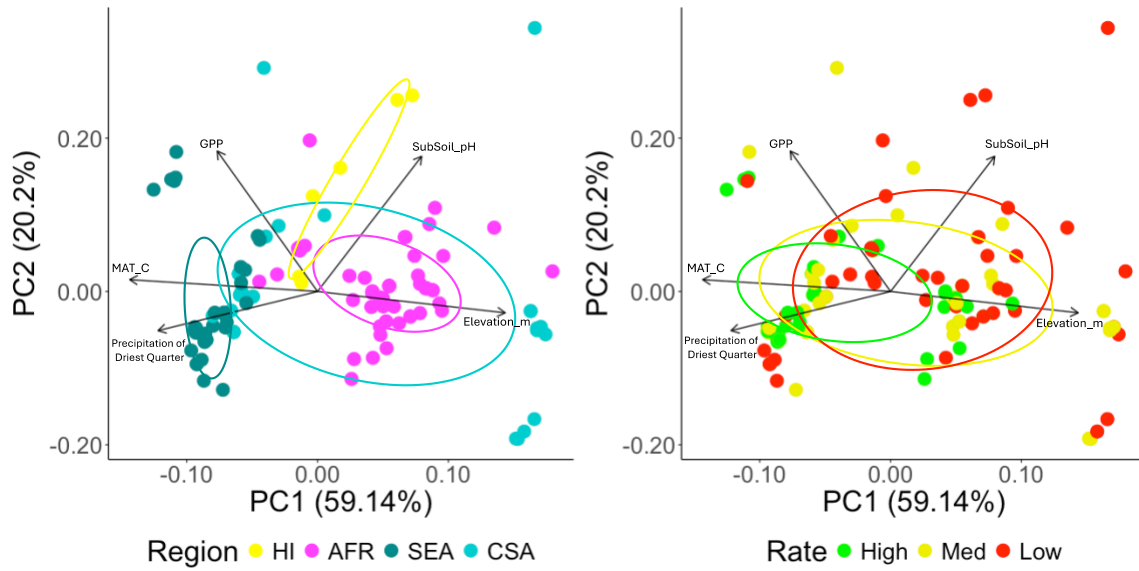 PC2 (20.2%)
0.20
0.00
-0.20
GPP
SubSoil_pH
MAT_C
Elevation_m
Precipitation of
Driest Quarter
-0.10
0.00
0.10
PC1 (59.14%)
Region HI AFR SEA CSA
PC2 (20.2%)
0.20
0.00
-0.20
GPP
SubSoil_pH
MAT_C
Elevation_m
Precipitation of
Driest Quarter
-0.10
0.00
0.10
PC1 (59.14%)
Rate High Med Low